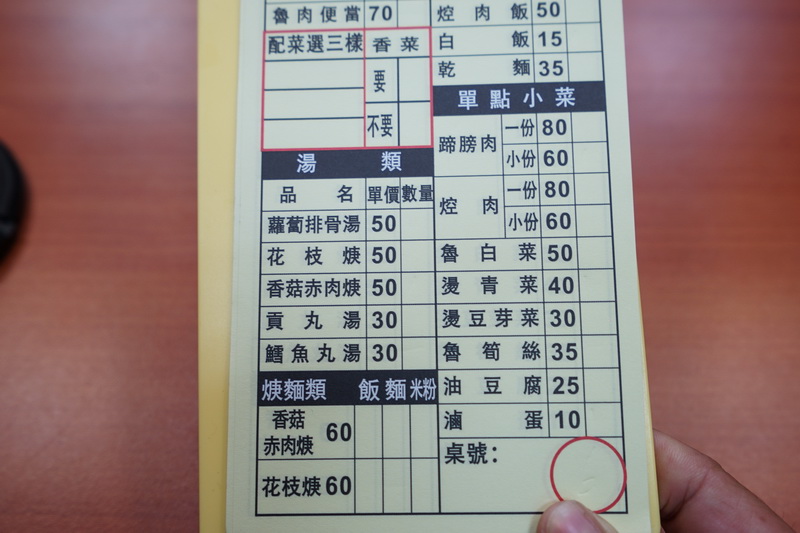 魯肉便當 70
配菜選三樣 香菜
要
不要
湯類
品名 單價 數量
蘿蔔排骨湯 50
花枝焿 50
香菇赤肉焿 50
貢丸湯 30
鱈魚丸湯 30
焿麵類 飯 麵 米粉
香菇
赤肉焿 60
花枝焿 60
焢肉飯 50
白飯 15
乾麵 35
單點小菜
蹄膀肉 一份 80
小份 60
焢肉 一份 80
小份 60
魯白菜 50
燙青菜 40
燙豆芽菜 30
魯筍絲 35
油豆腐 25
滷蛋 10
桌號：